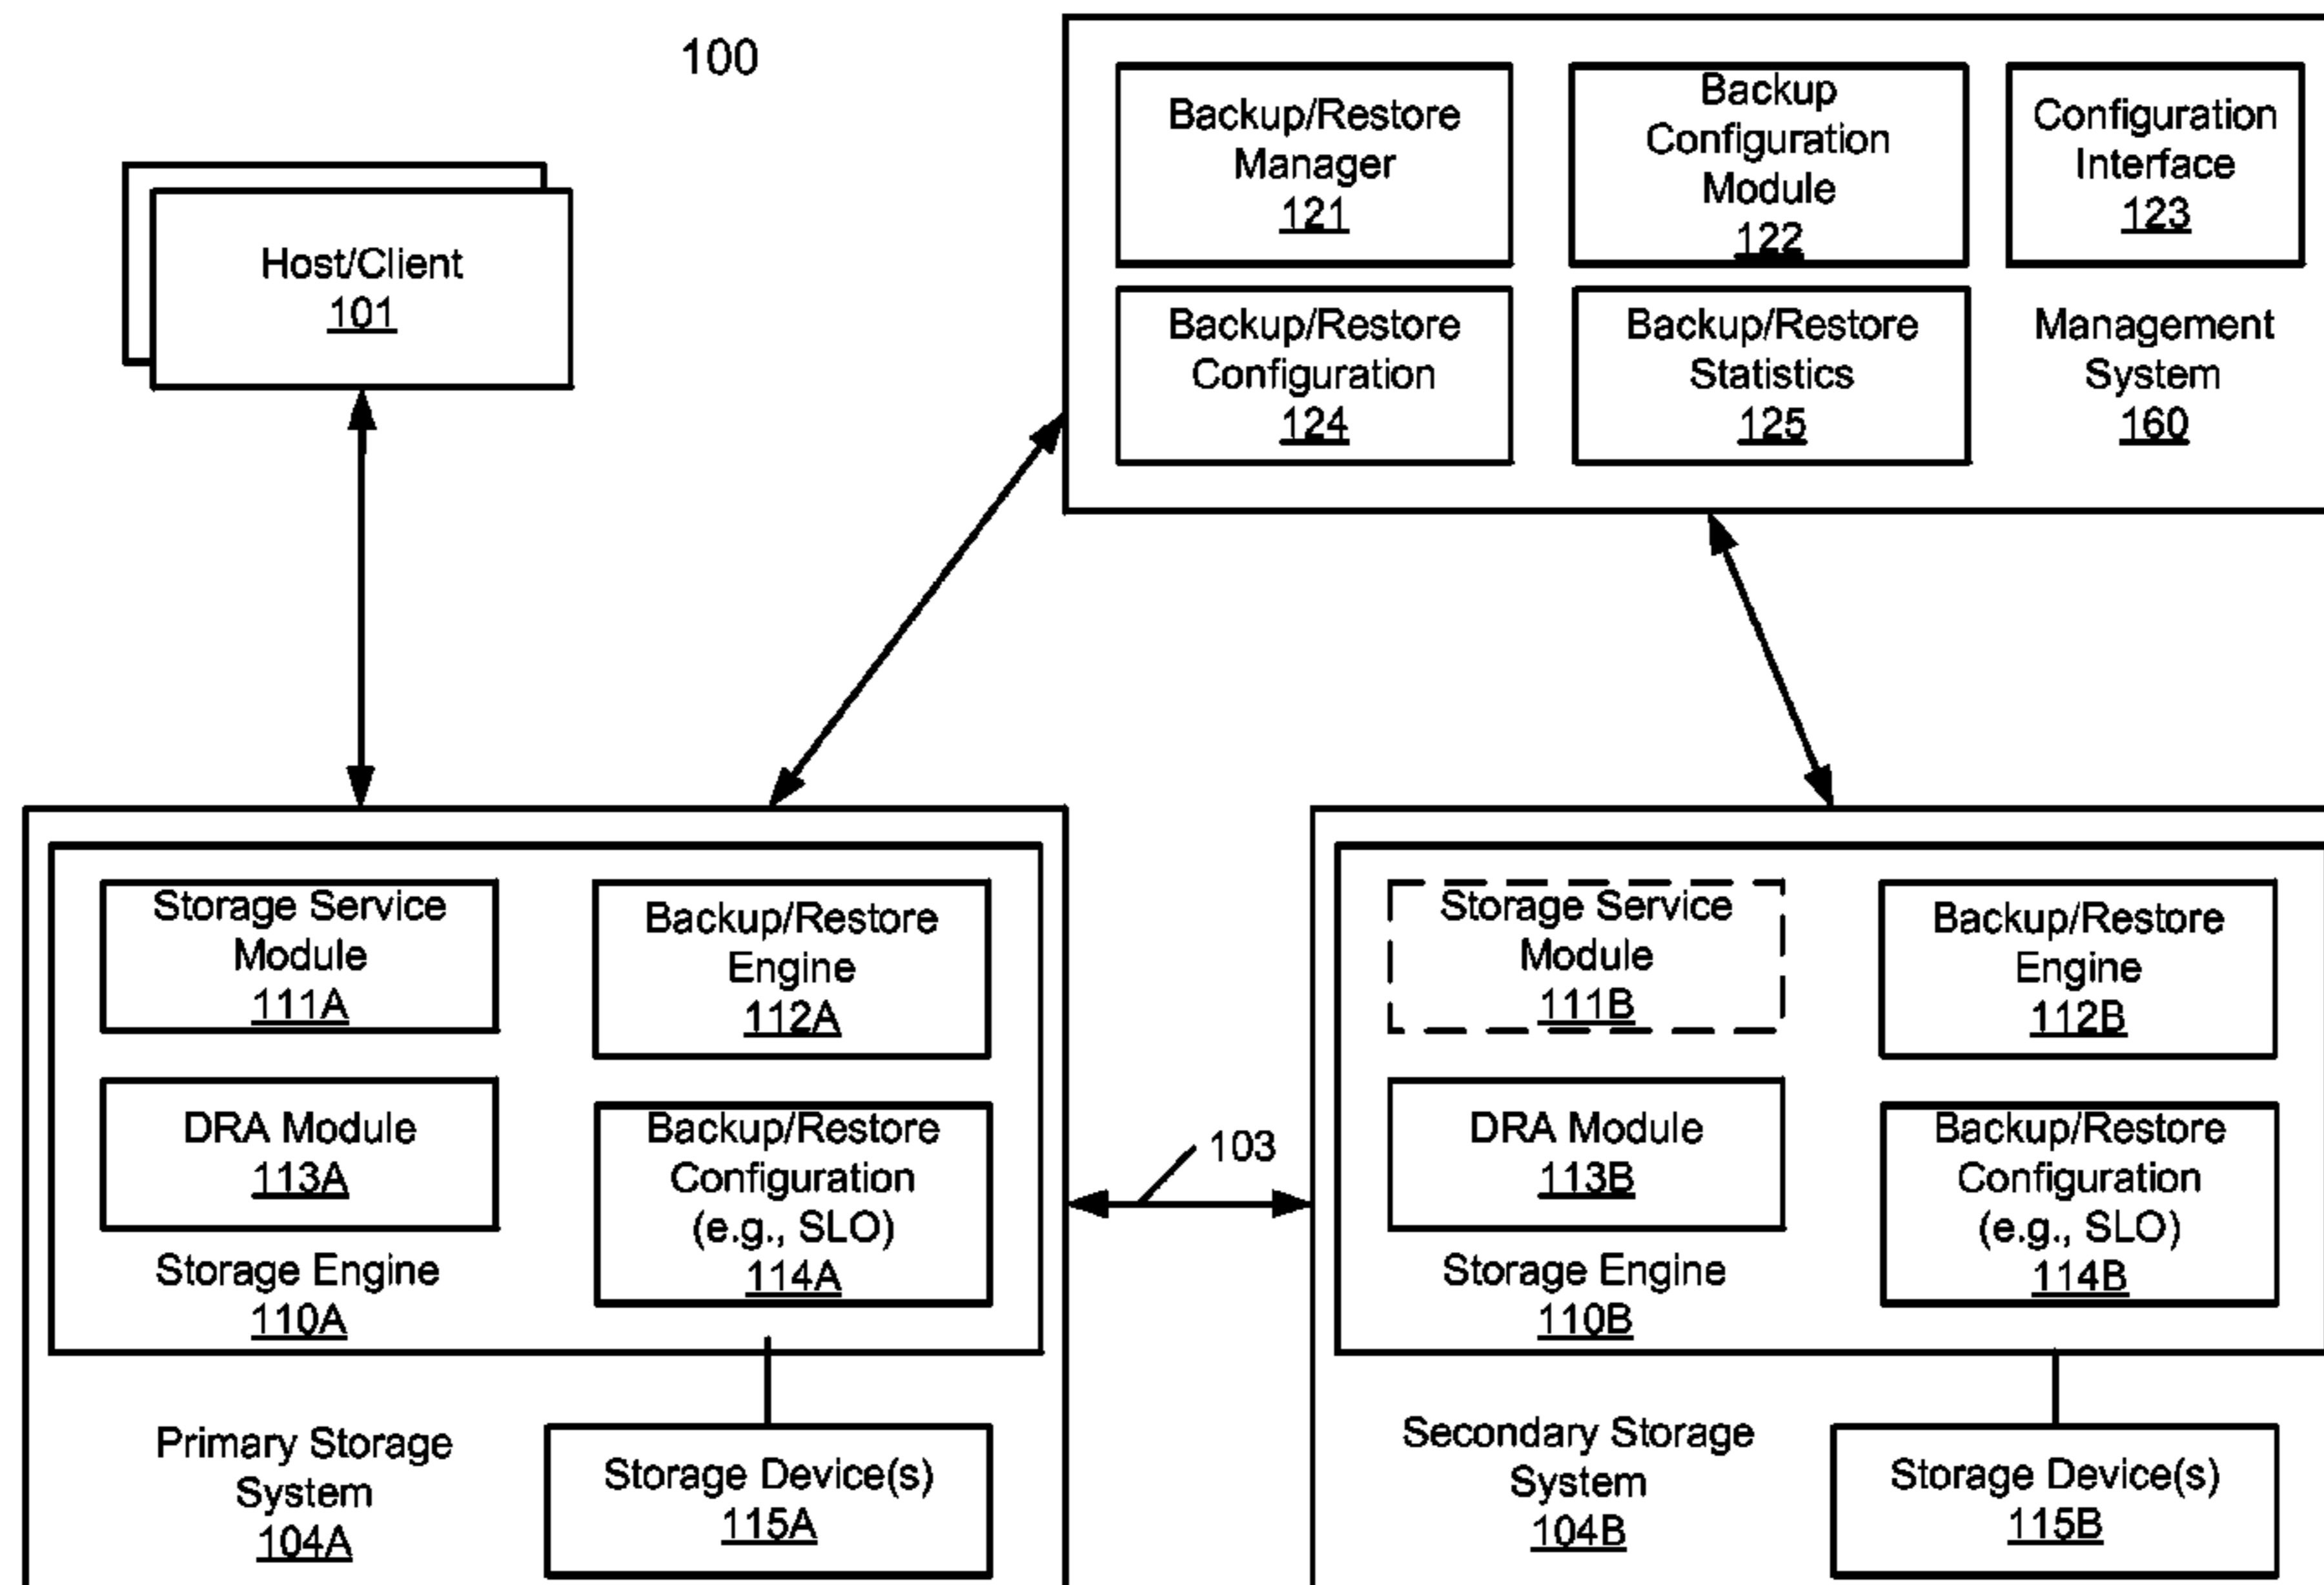 100
Backup/Restore
Manager
121
Backup
Configuration
Module
122
Configuration
Interface
123
Host/Client
101
Backup/Restore
Configuration
124
Backup/Restore
Statistics
125
Management
System
160
Storage Service
Module
111A
Backup/Restore
Engine
112A
DRA Module
113A
Backup/Restore
Configuration
(e.g., SLO)
114A
Storage Engine
110A
Primary Storage
System
104A
Storage Device(s)
115A
103
Storage Service
Module
111B
Backup/Restore
Engine
112B
DRA Module
113B
Backup/Restore
Configuration
(e.g., SLO)
114B
Storage Engine
110B
Secondary Storage
System
104B
Storage Device(s)
115B